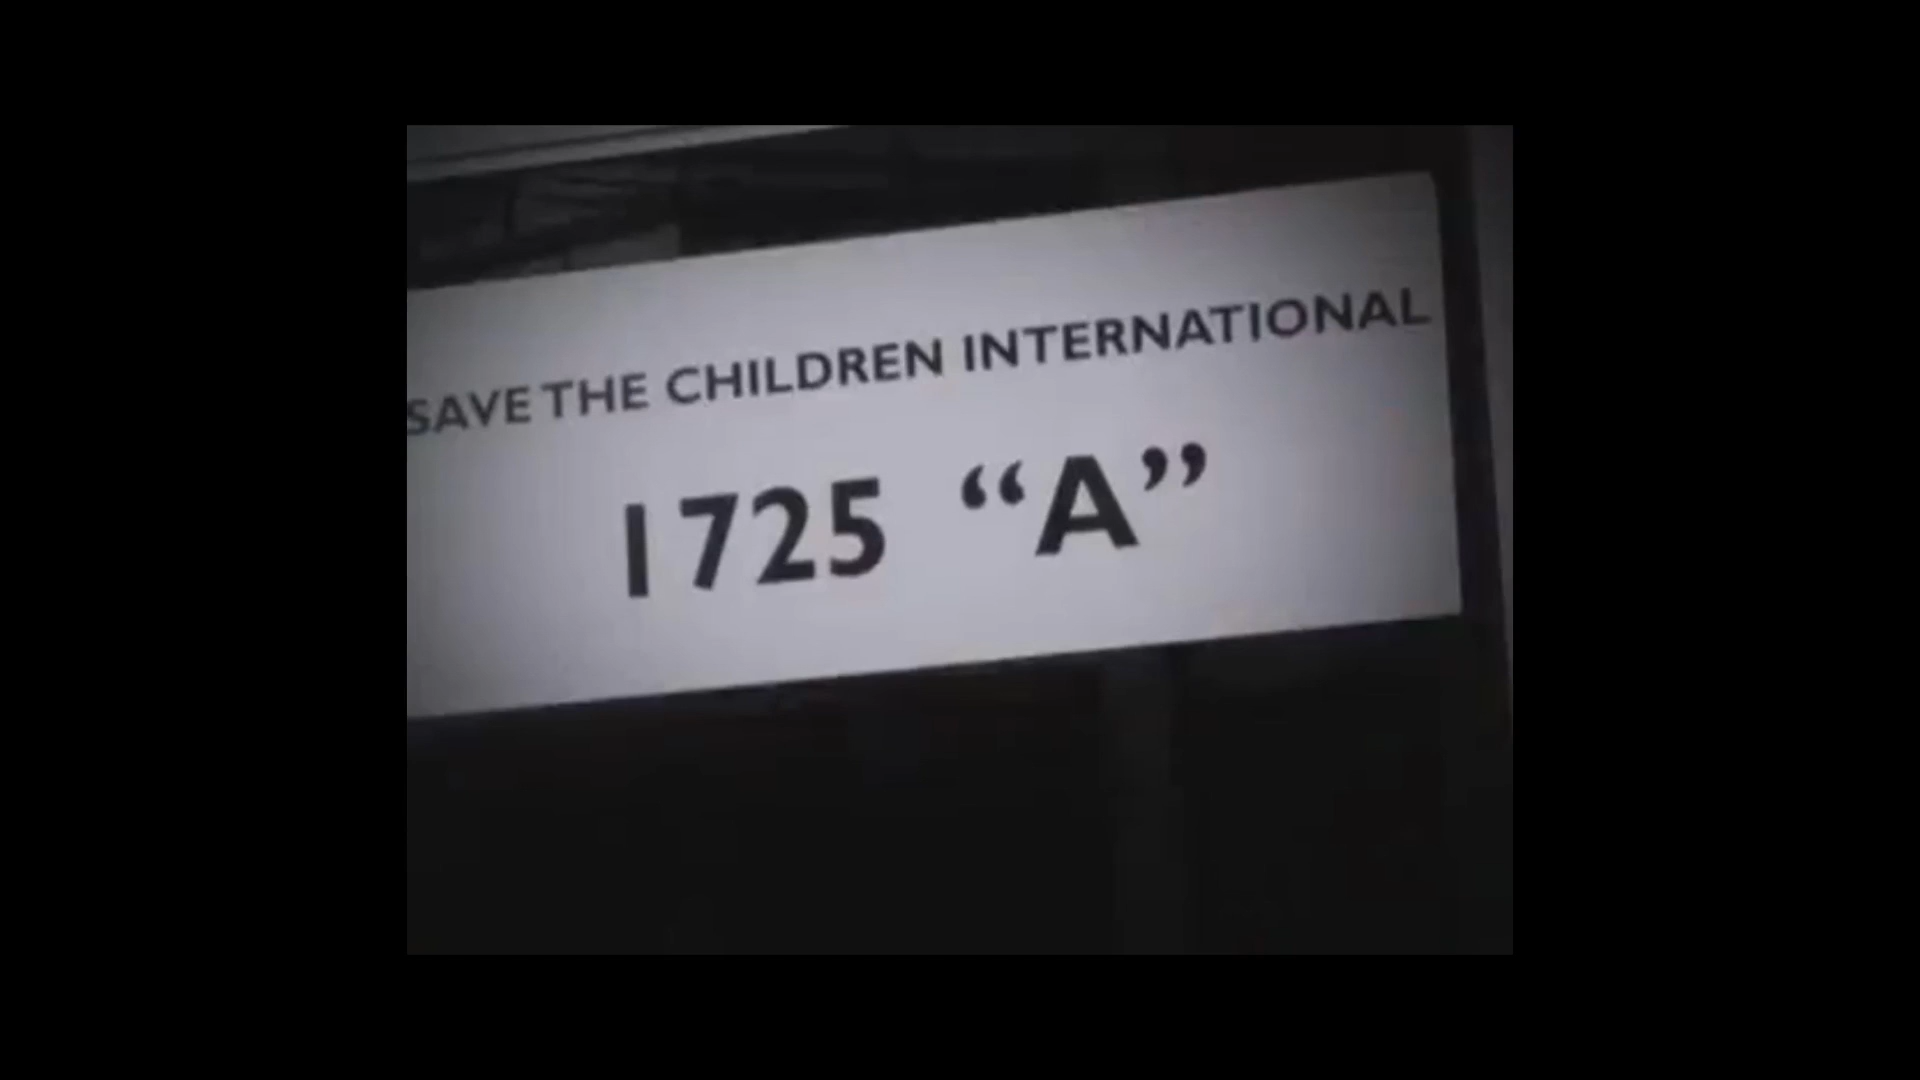 SAVE THE CHILDREN INTERNATIONAL
1725 “A”